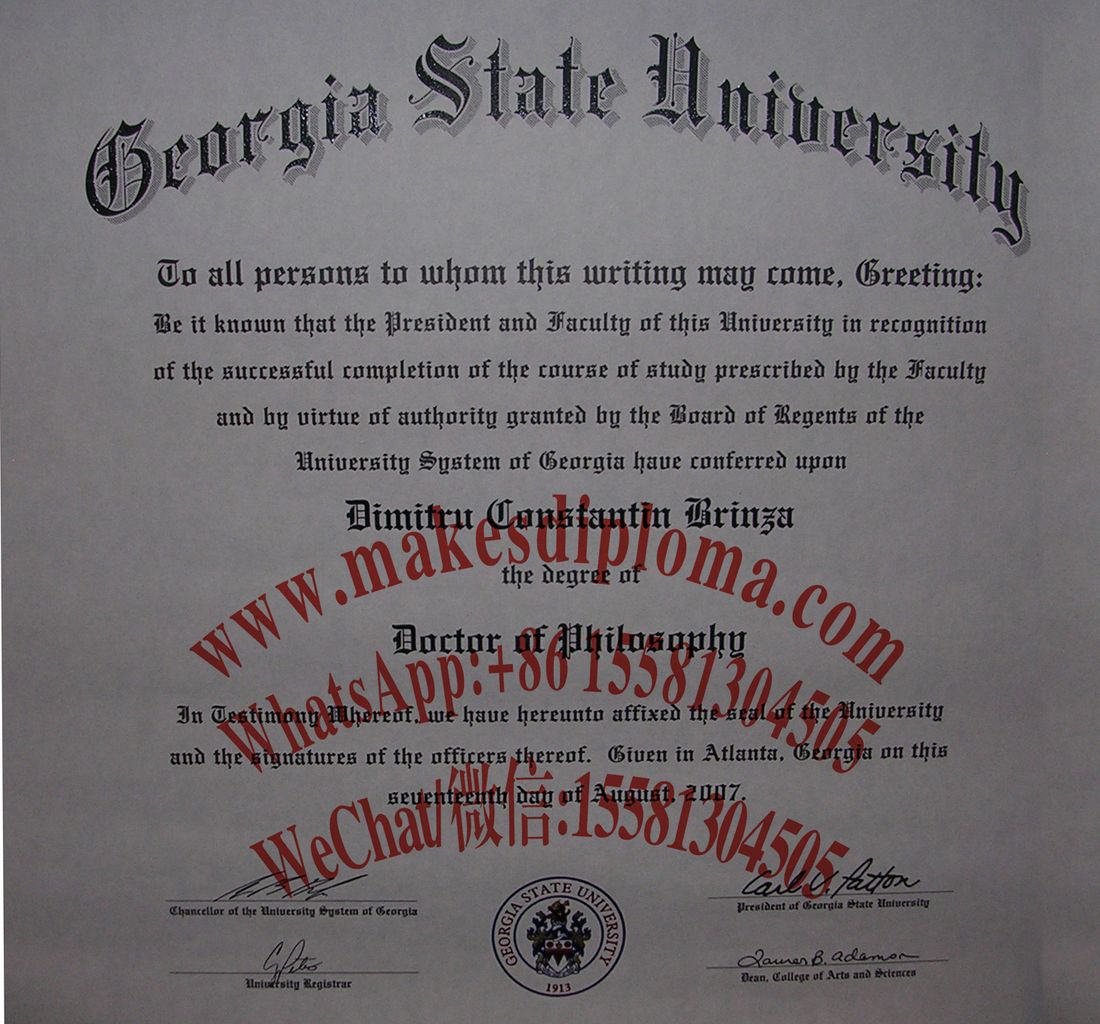 Georgia State University
To all persons to whom this writing may come, Greeting:
Be it known that the President and Faculty of this University in recognition
of the successful completion of the course of study prescribed by the Faculty
and by virtue of authority granted by the Board of Regents of the
University System of Georgia have conferred upon
Dimitru Constantin Brinza
www.makesdiploma.com
the degree of
Doctor of Philosophy
WhatsApp:+86 15581304505
In Testimony Whereof, we have hereunto affixed the seal of the University
and the signatures of the officers thereof. Given in Atlanta, Georgia on this
seventeenth day of August, 2007.
WeChat/微信:15581304505
Carl V. Patton
Chancellor of the University System of Georgia
President of Georgia State University
GEORGIA STATE UNIVERSITY
1913
Lauren B. Adamson
University Registrar
Dean, College of Arts and Sciences